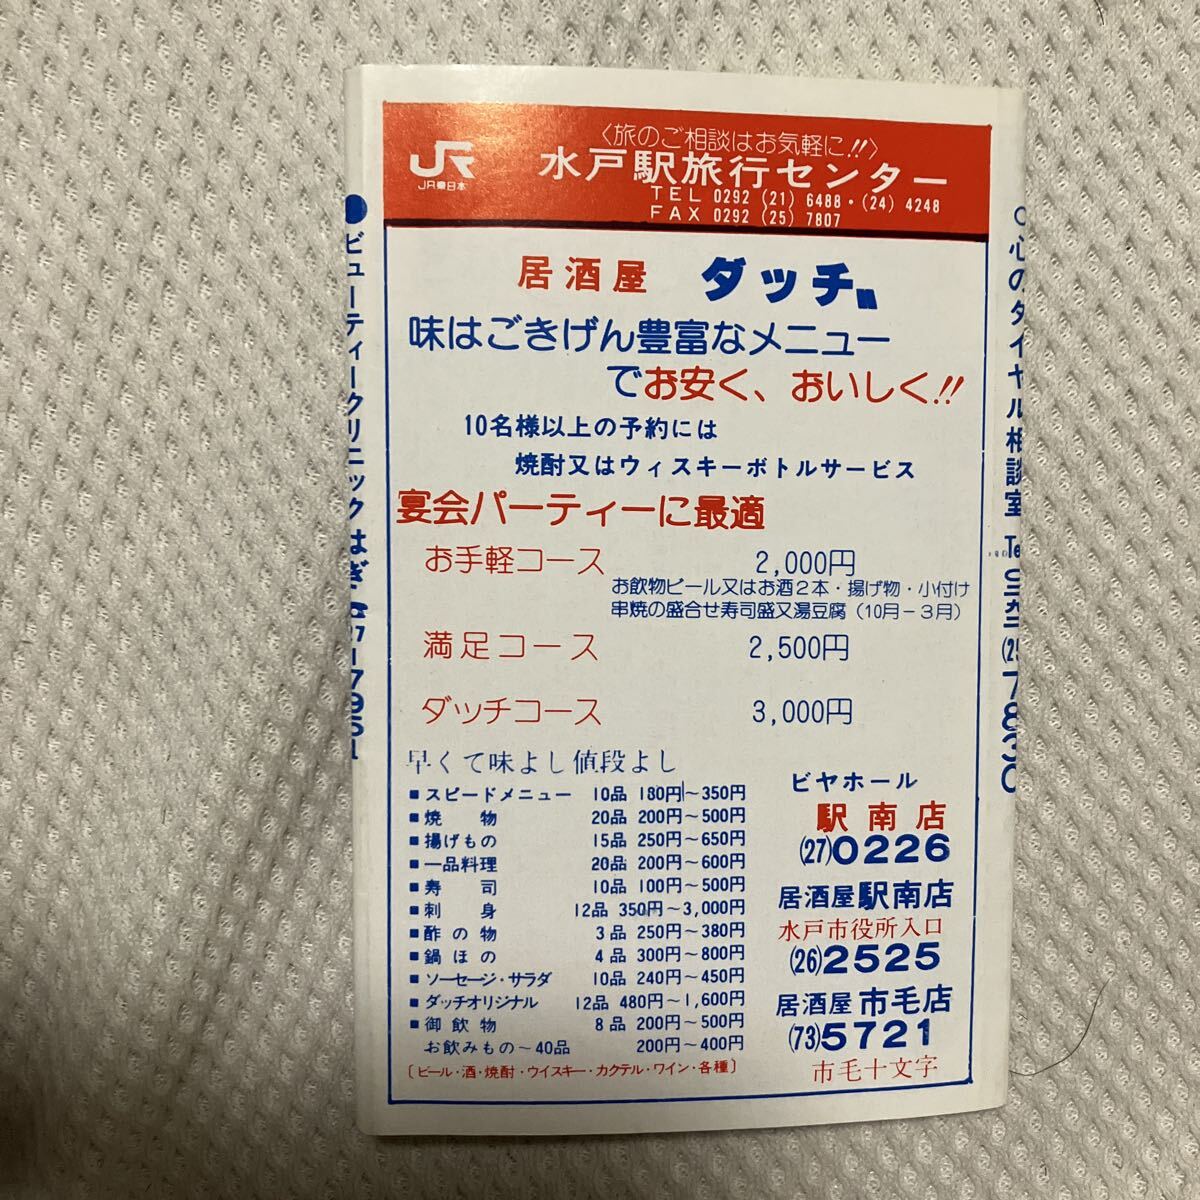 〈旅のご相談はお気軽に!!〉
JR
JR東日本
水戸駅旅行センター
TEL 0292 (21) 6488・(24) 4248
FAX 0292 (25) 7807
居酒屋 ダッチ
味はごきげん豊富なメニュー
でお安く、おいしく!!
10名様以上の予約には
焼酎又はウィスキーボトルサービス
宴会パーティーに最適
お手軽コース 2,000円
お飲物ビール又はお酒2本・揚げ物・小付け
串焼の盛合せ寿司盛又湯豆腐(10月-3月)
満足コース 2,500円
ダッチコース 3,000円
早くて味よし値段よし
■スピードメニュー 10品 180円~350円
■焼物 20品 200円~500円
■揚げもの 15品 250円~650円
■一品料理 20品 200円~600円
■寿司 10品 100円~500円
■刺身 12品 350円~3,000円
■酢の物 3品 250円~380円
■鍋ほの 4品 300円~800円
■ソーセージ・サラダ 10品 240円~450円
■ダッチオリジナル 12品 480円~1,600円
■御飲物 8品 200円~500円
お飲みもの~40品 200円~400円
〔ビール・酒・焼酎・ウイスキー・カクテル・ワイン・各種〕
ビヤホール
駅南店
(27)0226
居酒屋駅南店
水戸市役所入口
(26)2525
居酒屋 市毛店
(73)5721
市毛十文字
●ビューティークリニックはぎ ☎27-7951
○心のダイヤル相談室
7830